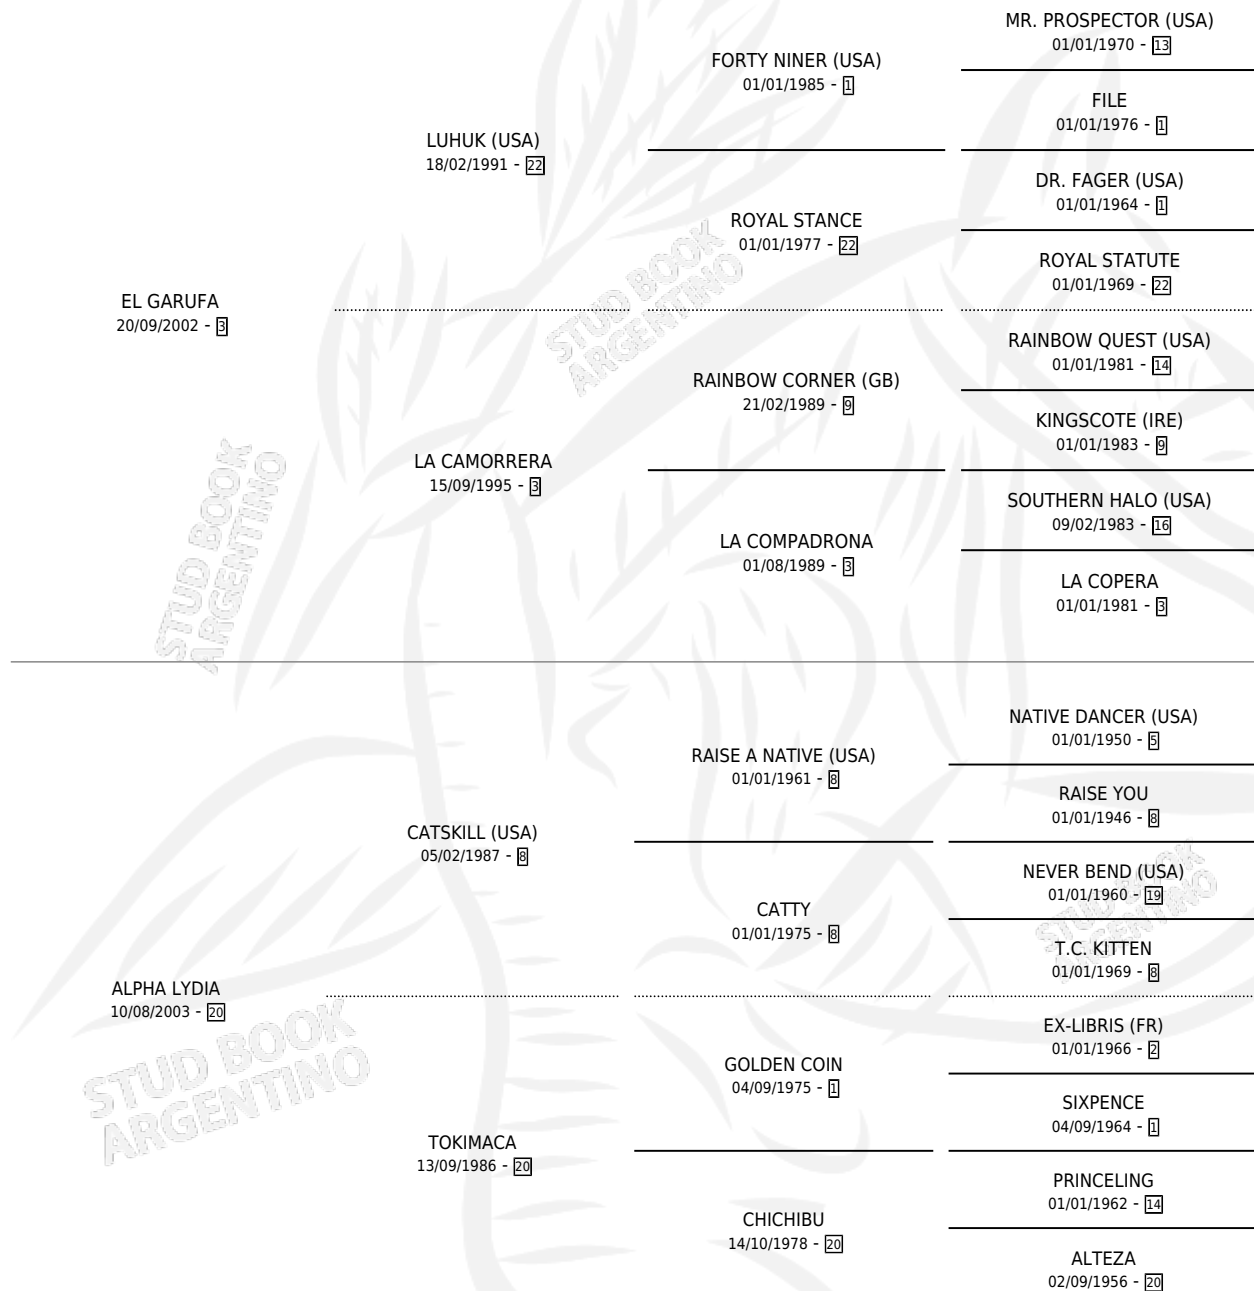 MR. PROSPECTOR (USA)
01/01/1970 - 13
FORTY NINER (USA)
01/01/1985 - 1
FILE
01/01/1976 - 1
LUHUK (USA)
18/02/1991 - 22
DR. FAGER (USA)
01/01/1964 - 1
ROYAL STANCE
01/01/1977 - 22
ROYAL STATUTE
01/01/1969 - 22
EL GARUFA
20/09/2002 - 3
RAINBOW QUEST (USA)
01/01/1981 - 14
RAINBOW CORNER (GB)
21/02/1989 - 9
KINGSCOTE (IRE)
01/01/1983 - 9
LA CAMORRERA
15/09/1995 - 3
SOUTHERN HALO (USA)
09/02/1983 - 16
LA COMPADRONA
01/08/1989 - 3
LA COPERA
01/01/1981 - 3
NATIVE DANCER (USA)
01/01/1950 - 5
RAISE A NATIVE (USA)
01/01/1961 - 8
RAISE YOU
01/01/1946 - 8
CATSKILL (USA)
05/02/1987 - 8
NEVER BEND (USA)
01/01/1960 - 19
CATTY
01/01/1975 - 8
T.C. KITTEN
01/01/1969 - 8
ALPHA LYDIA
10/08/2003 - 20
EX-LIBRIS (FR)
01/01/1966 - 2
GOLDEN COIN
04/09/1975 - 1
SIXPENCE
04/09/1964 - 1
TOKIMACA
13/09/1986 - 20
PRINCELING
01/01/1962 - 14
CHICHIBU
14/10/1978 - 20
ALTEZA
02/09/1956 - 20
STUD BOOK
ARGENTINO
STUD BOOK
ARGENTINO
STUD BOOK
ARGENTINO
STUD BOOK
ARGENTINO